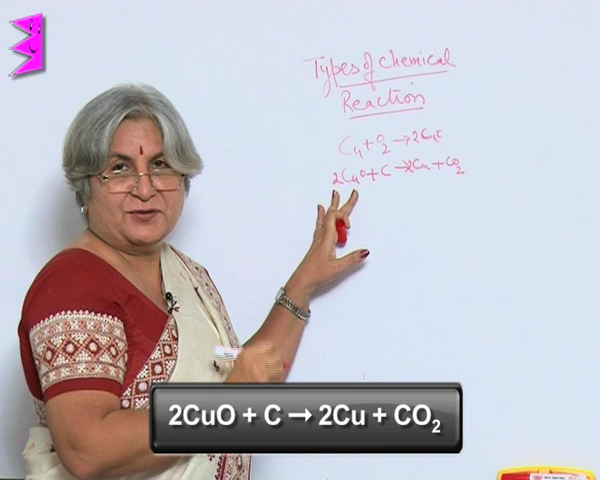 Types of Chemical
Reaction
Cu + O₂ → 2CuO
2CuO + C → 2Cu + CO₂
2CuO + C → 2Cu + CO₂